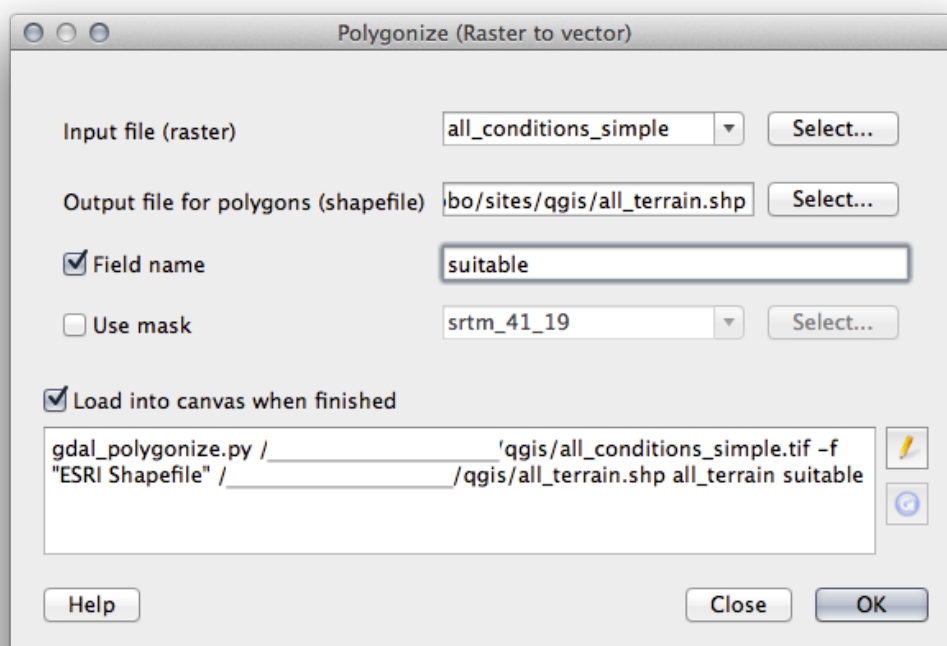 Polygonize (Raster to vector)
Input file (raster) all_conditions_simple Select...
Output file for polygons (shapefile) bo/sites/qgis/all_terrain.shp Select...
Field name suitable
Use mask srtm_41_19 Select...
Load into canvas when finished
gdal_polygonize.py /____________________/qgis/all_conditions_simple.tif -f
"ESRI Shapefile" /____________________/qgis/all_terrain.shp all_terrain suitable
Help Close OK